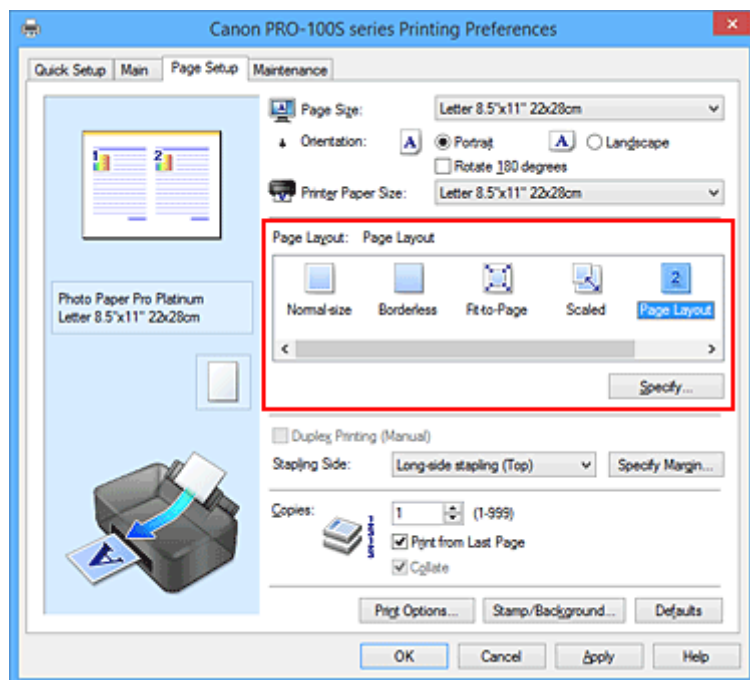 Canon PRO-100S series Printing Preferences
Quick Setup Main Page Setup Maintenance
Page Size: Letter 8.5"x11" 22x28cm
Orientation: A Portrait A Landscape
Rotate 180 degrees
Printer Paper Size: Letter 8.5"x11" 22x28cm
1 2
Page Layout: Page Layout
2
Normal-size Borderless Fit-to-Page Scaled Page Layout
Photo Paper Pro Platinum
Letter 8.5"x11" 22x28cm
Specify...
Duplex Printing (Manual)
Stapling Side: Long-side stapling (Top) Specify Margin...
Copies: 1 (1-999)
Print from Last Page
Collate
A
Print Options... Stamp/Background... Defaults
OK Cancel Apply Help